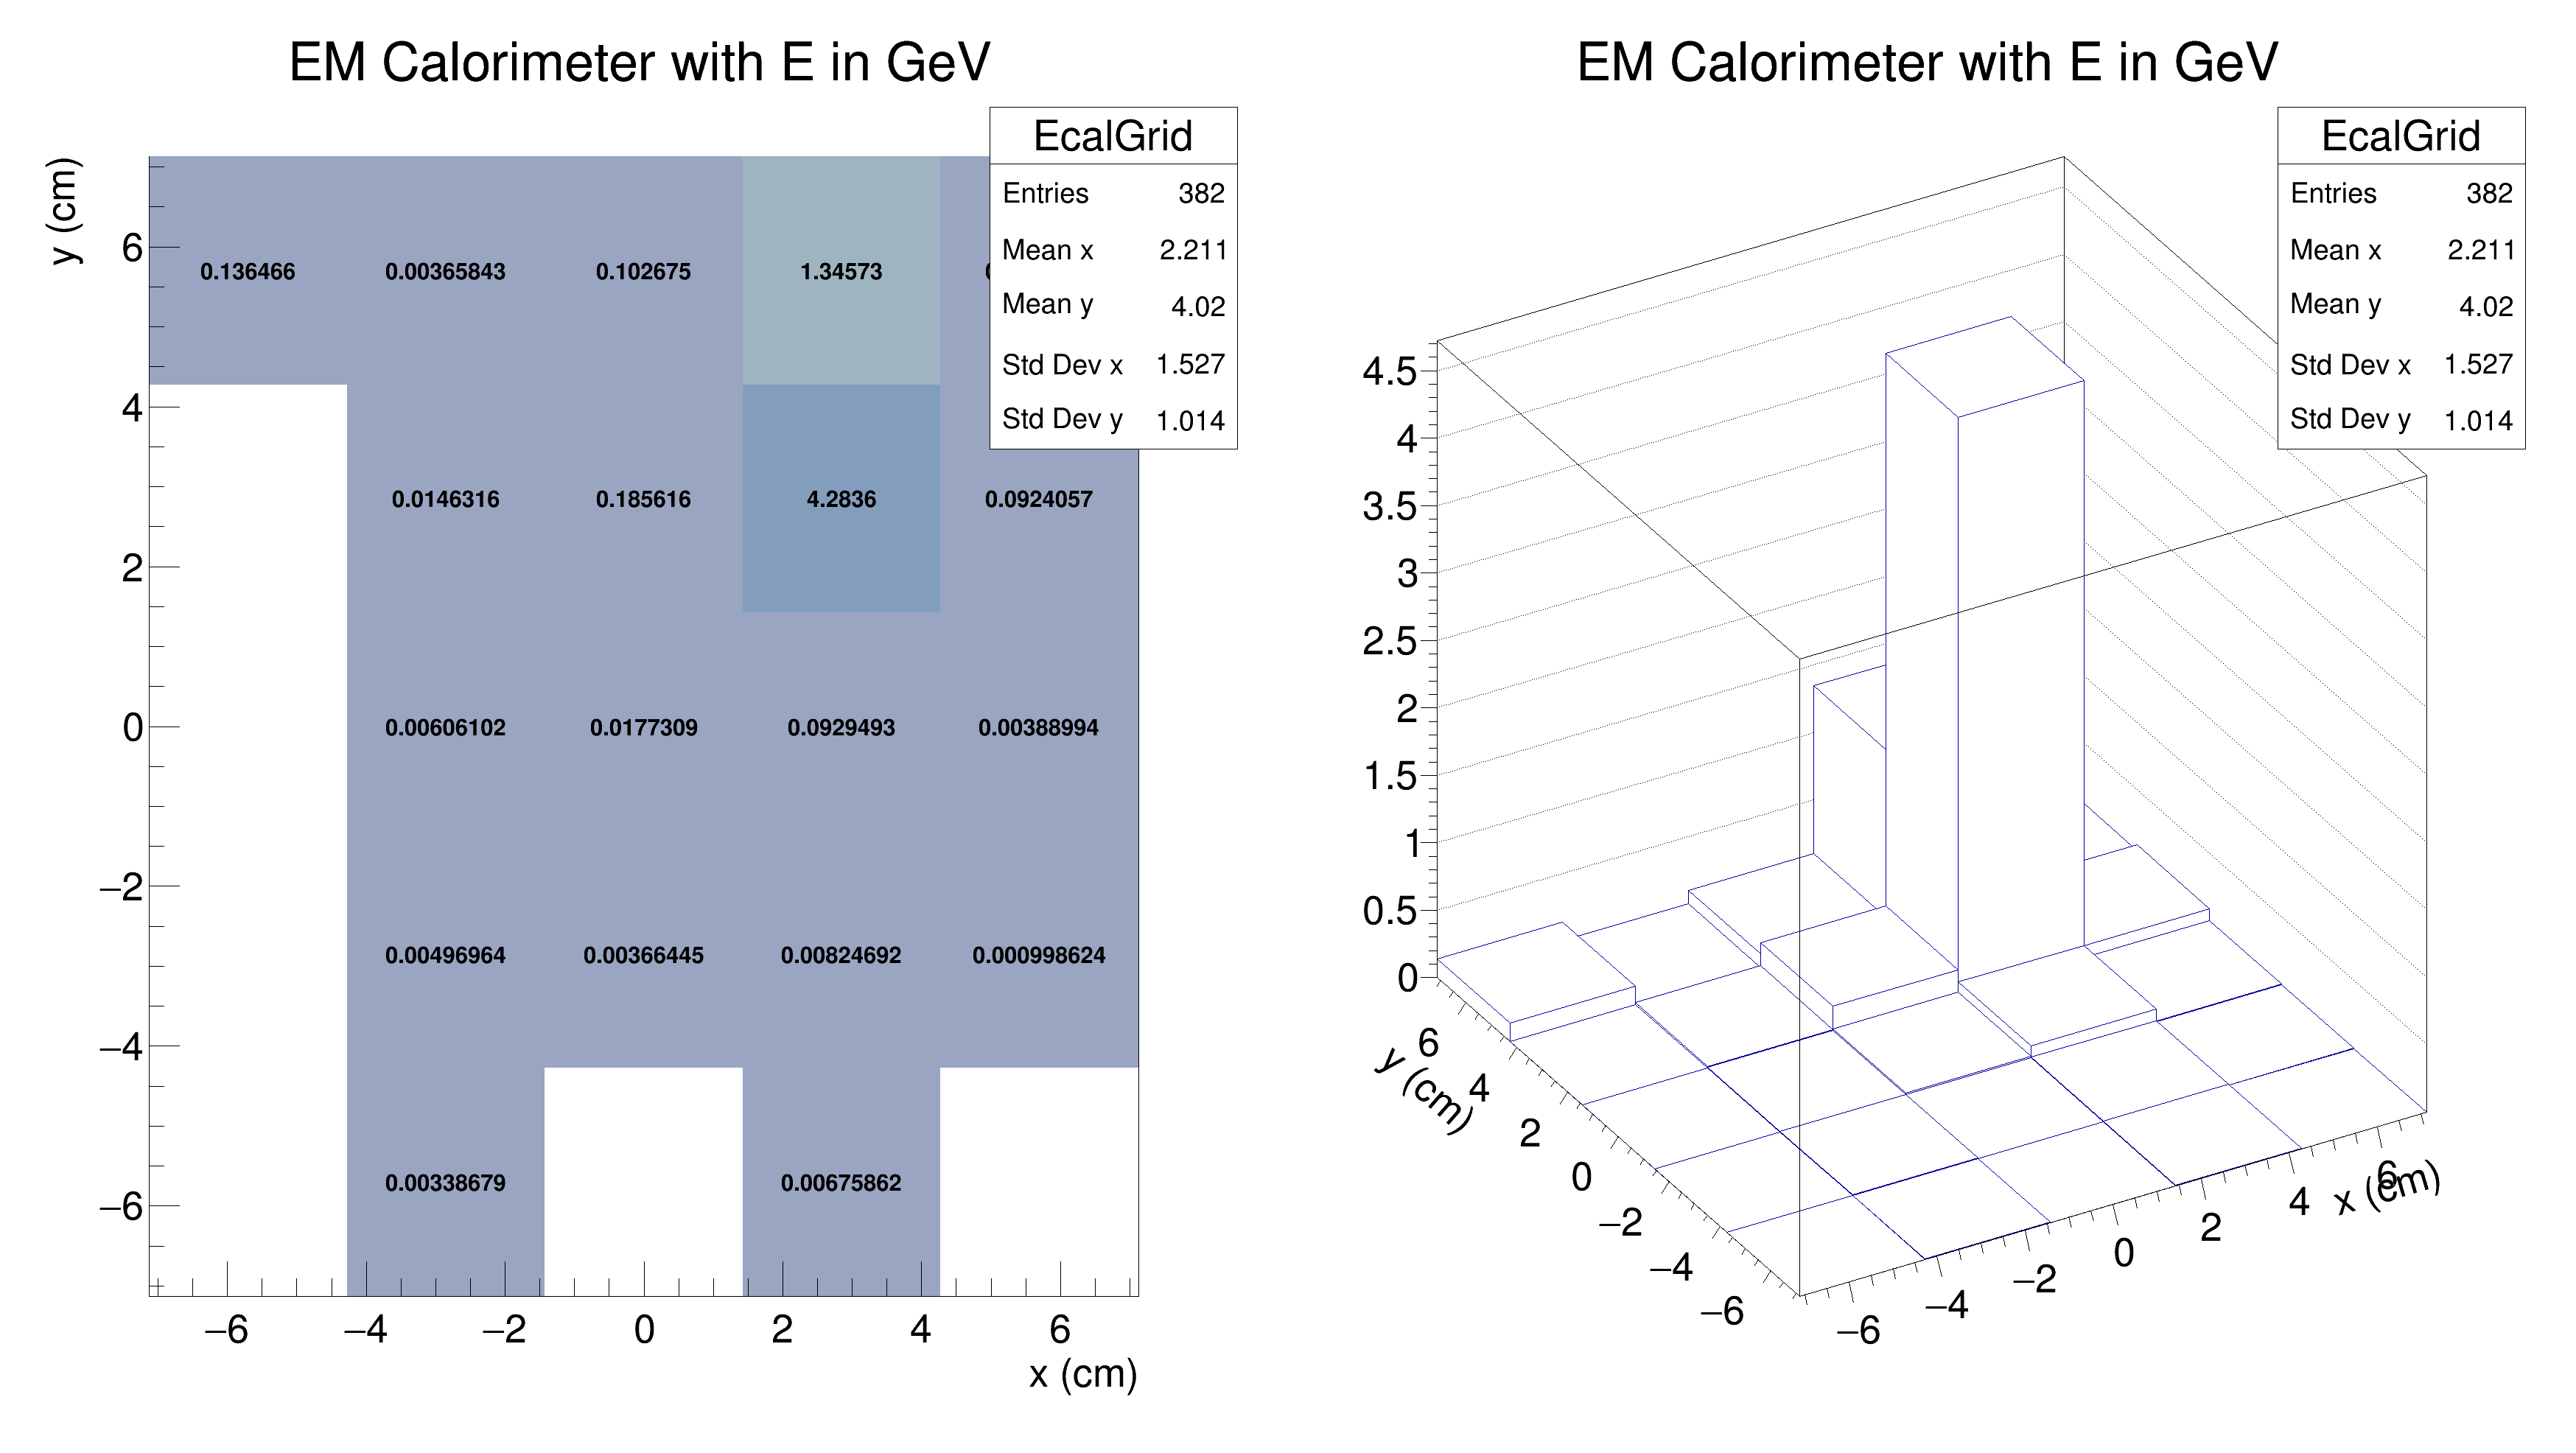 EM Calorimeter with E in GeV
EcalGrid
Entries 382
Mean x 2.211
Mean y 4.02
Std Dev x 1.527
Std Dev y 1.014
y (cm)
6
4
2
0
−2
−4
−6
0.136466 0.00365843 0.102675 1.34573
0.0146316 0.185616 4.2836 0.0924057
0.00606102 0.0177309 0.0929493 0.00388994
0.00496964 0.00366445 0.00824692 0.000998624
0.00338679 0.00675862
−6 −4 −2 0 2 4 6
x (cm)
EM Calorimeter with E in GeV
EcalGrid
Entries 382
Mean x 2.211
Mean y 4.02
Std Dev x 1.527
Std Dev y 1.014
4.5
4
3.5
3
2.5
2
1.5
1
0.5
0
6
4
2
0
−2
−4
−6
y (cm)
−6
−4
−2
0
2
4
6
x (cm)